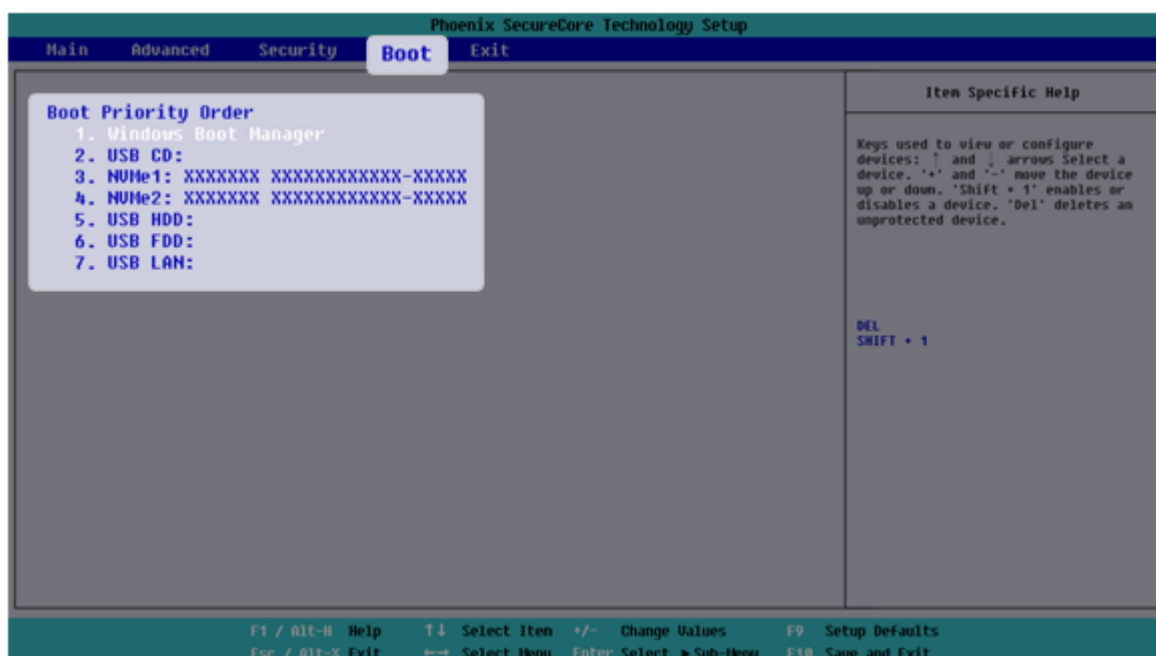 Phoenix SecureCore Technology Setup
Main Advanced Security Boot Exit
Boot Priority Order
1. Windows Boot Manager
2. USB CD:
3. NVMe1: XXXXXXX XXXXXXXXXXXX-XXXXX
4. NVMe2: XXXXXXX XXXXXXXXXXXX-XXXXX
5. USB HDD:
6. USB FDD:
7. USB LAN:
Item Specific Help
Keys used to view or configure
devices: ↑ and ↓ arrows Select a
device. '+' and '-' move the device
up or down. 'Shift + 1' enables or
disables a device. 'Del' deletes an
unprotected device.
DEL
SHIFT + 1
F1 / Alt-H Help ↑↓ Select Item +/- Change Values F9 Setup Defaults
Esc / Alt-X Exit ←→ Select Menu Enter Select ▶ Sub-Menu F10 Save and Exit